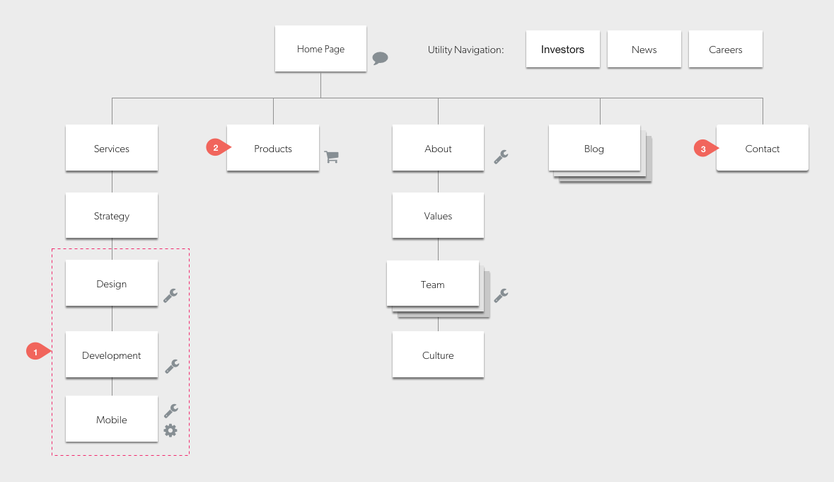 Home Page
Utility Navigation:
Investors
News
Careers
Services
2
Products
About
Blog
3
Contact
Strategy
Values
Design
Team
1
Development
Culture
Mobile